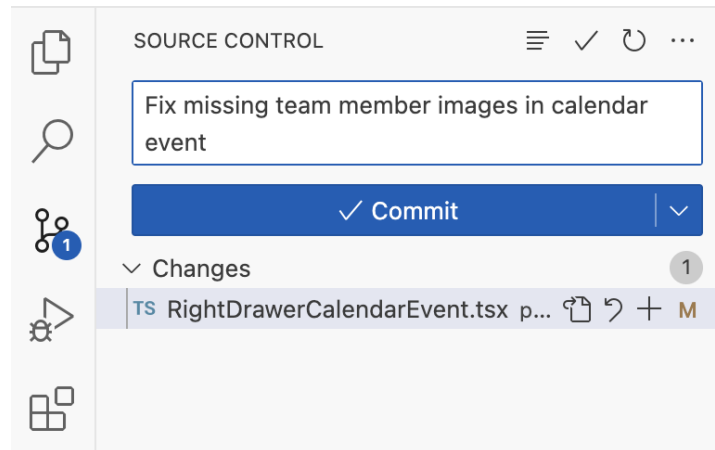 SOURCE CONTROL
Fix missing team member images in calendar
event
Commit
1
Changes
1
TS RightDrawerCalendarEvent.tsx p... M